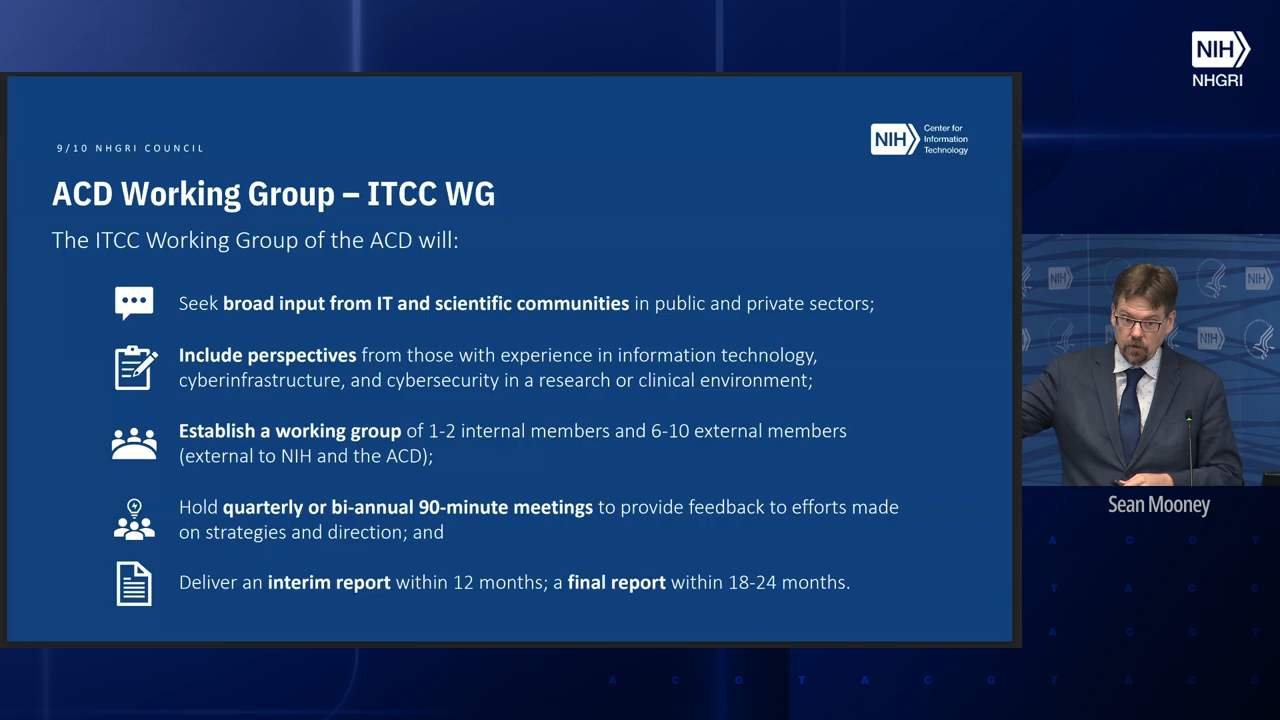 NIH
NHGRI
9/10 NHGRI COUNCIL
NIH
Center for
Information
Technology
ACD Working Group – ITCC WG
The ITCC Working Group of the ACD will:
Seek broad input from IT and scientific communities in public and private sectors;
Include perspectives from those with experience in information technology,
cyberinfrastructure, and cybersecurity in a research or clinical environment;
Establish a working group of 1-2 internal members and 6-10 external members
(external to NIH and the ACD);
Hold quarterly or bi-annual 90-minute meetings to provide feedback to efforts made
on strategies and direction; and
Deliver an interim report within 12 months; a final report within 18-24 months.
NIH
NIH
NIH
Sean Mooney
A C G T
T A C G
A C G T
A C G T A C G T A C